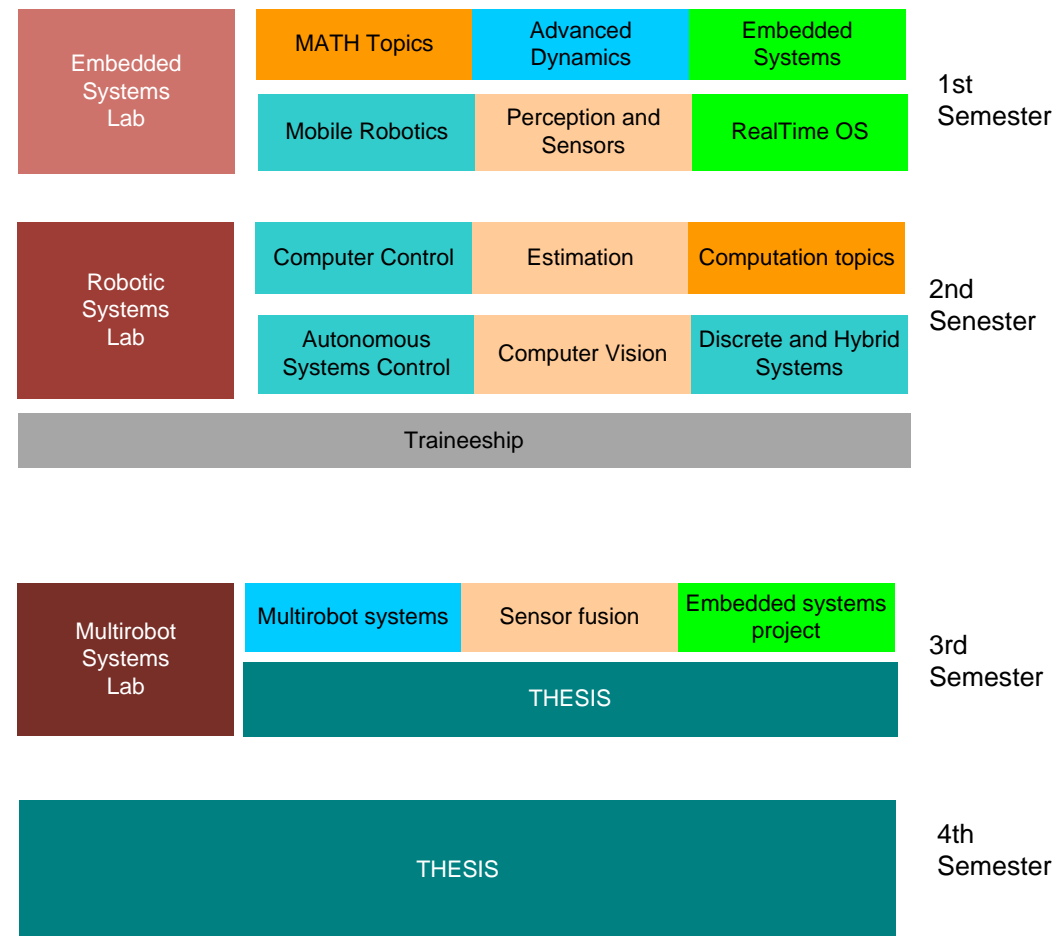 Embedded
Systems
Lab
MATH Topics
Advanced
Dynamics
Embedded
Systems
Mobile Robotics
Perception and
Sensors
RealTime OS
1st
Semester
Robotic
Systems
Lab
Computer Control
Estimation
Computation topics
Autonomous
Systems Control
Computer Vision
Discrete and Hybrid
Systems
2nd
Senester
Traineeship
Multirobot
Systems
Lab
Multirobot systems
Sensor fusion
Embedded systems
project
THESIS
3rd
Semester
THESIS
4th
Semester